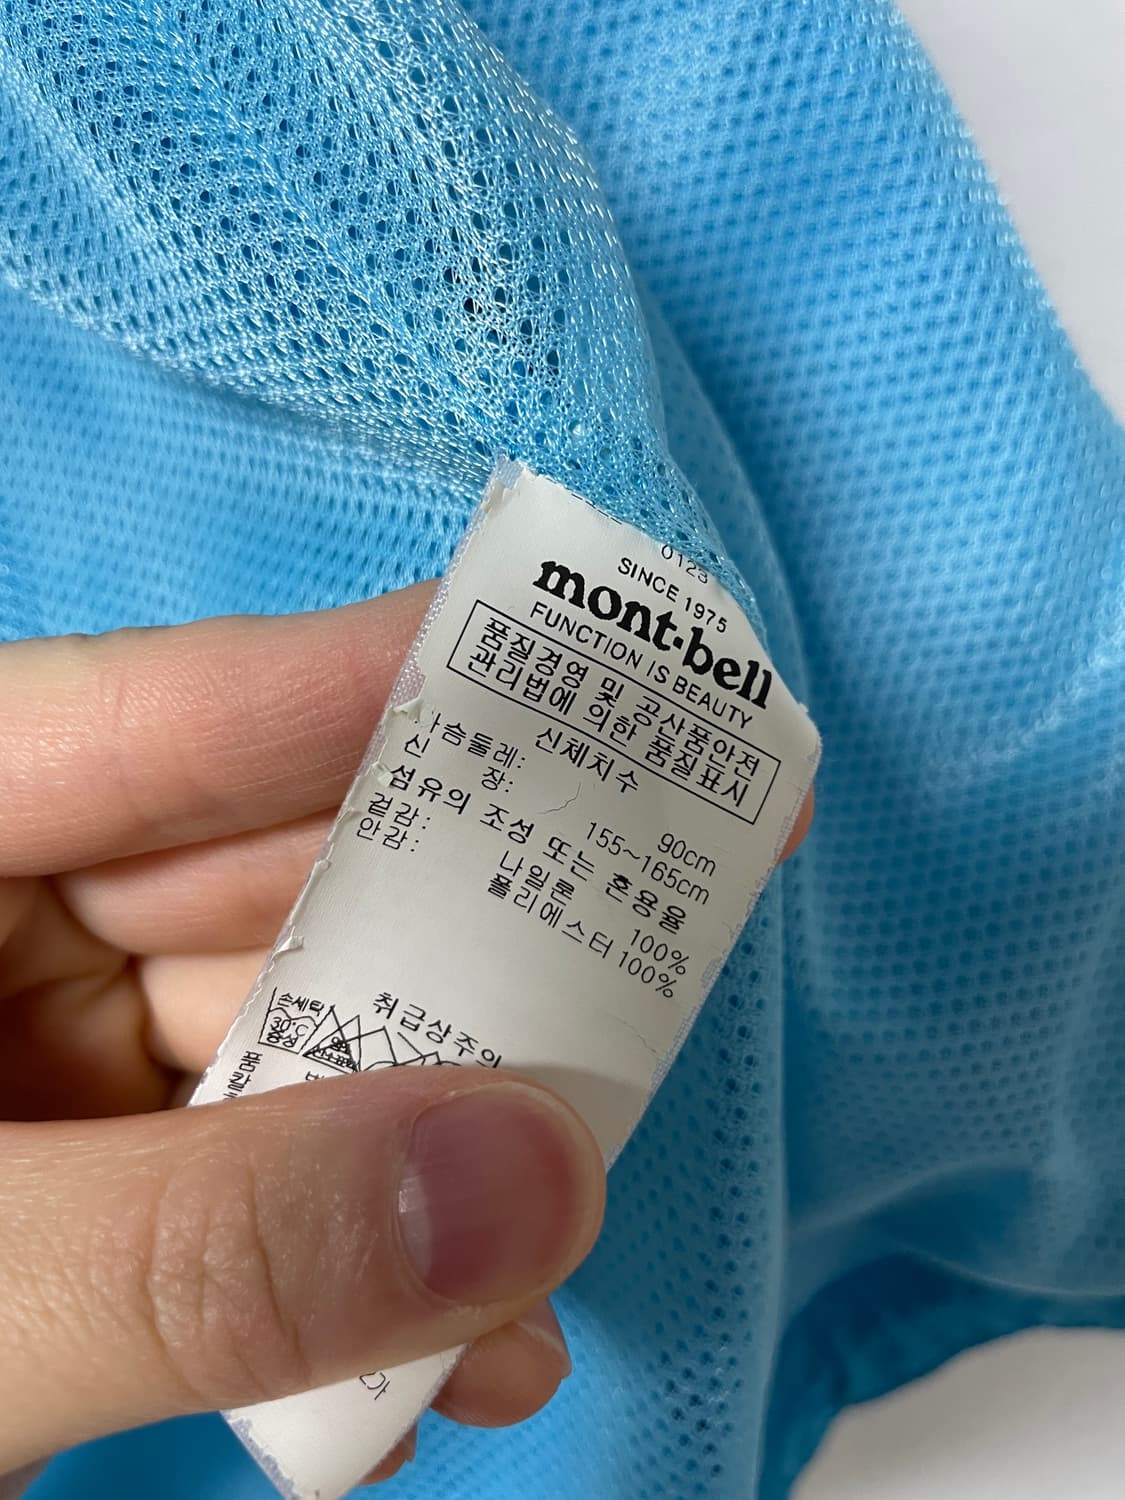 0123
SINCE 1975
mont·bell
FUNCTION IS BEAUTY
품질경영 및 공산품안전
관리법에 의한 품질표시
신체치수
가슴둘레: 90cm
신 장: 155~165cm
섬유의 조성 또는 혼용율
겉감: 나일론 100%
안감: 폴리에스터 100%
취급상주의
손세탁
30°C
중성